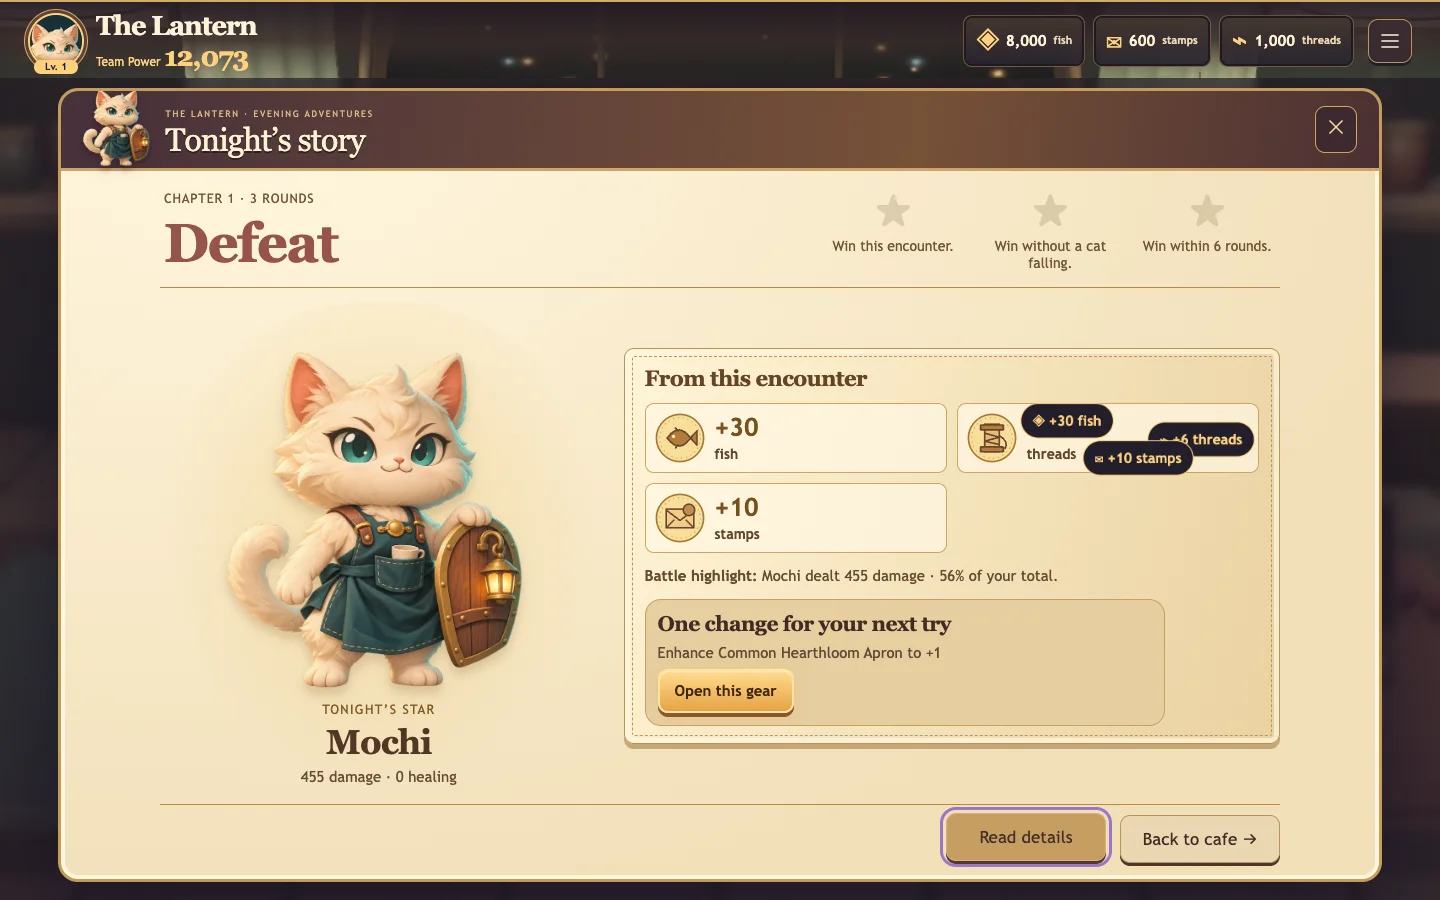 The Lantern
Lv. 1
Team Power 12,073
8,000 fish
600 stamps
1,000 threads
THE LANTERN · EVENING ADVENTURES
Tonight's story
CHAPTER 1 · 3 ROUNDS
Defeat
Win this encounter.
Win without a cat
falling.
Win within 6 rounds.
From this encounter
+30
fish
threads
+30 fish
+6 threads
+10 stamps
+10
stamps
Battle highlight: Mochi dealt 455 damage · 56% of your total.
One change for your next try
Enhance Common Hearthloom Apron to +1
Open this gear
TONIGHT'S STAR
Mochi
455 damage · 0 healing
Read details
Back to cafe →